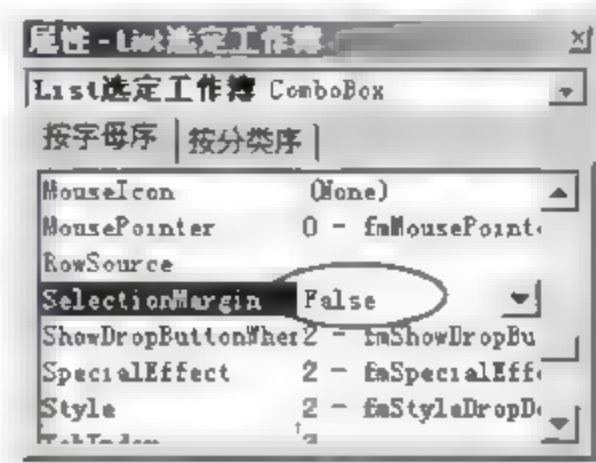 属性 - List选定工作簿
List选定工作簿 ComboBox
按字母序 按分类序
MouseIcon (None)
MousePointer 0 - fmMousePoint
RowSource
SelectionMargin False
ShowDropButtonWher 2 - fmShowDropBu
SpecialEffect 2 - fmSpecialEff
Style 2 - fmStyleDropD
TabIndex